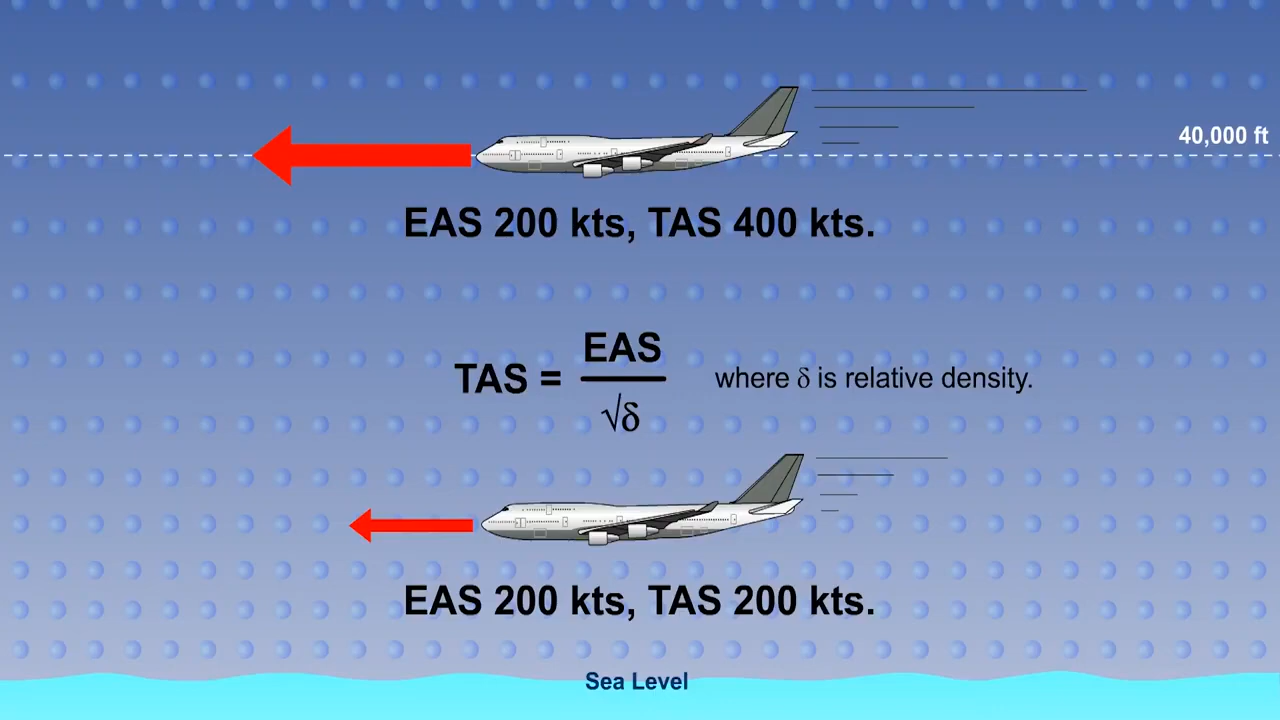 40,000 ft
EAS 200 kts, TAS 400 kts.
TAS = EAS / √δ where δ is relative density.
EAS 200 kts, TAS 200 kts.
Sea Level